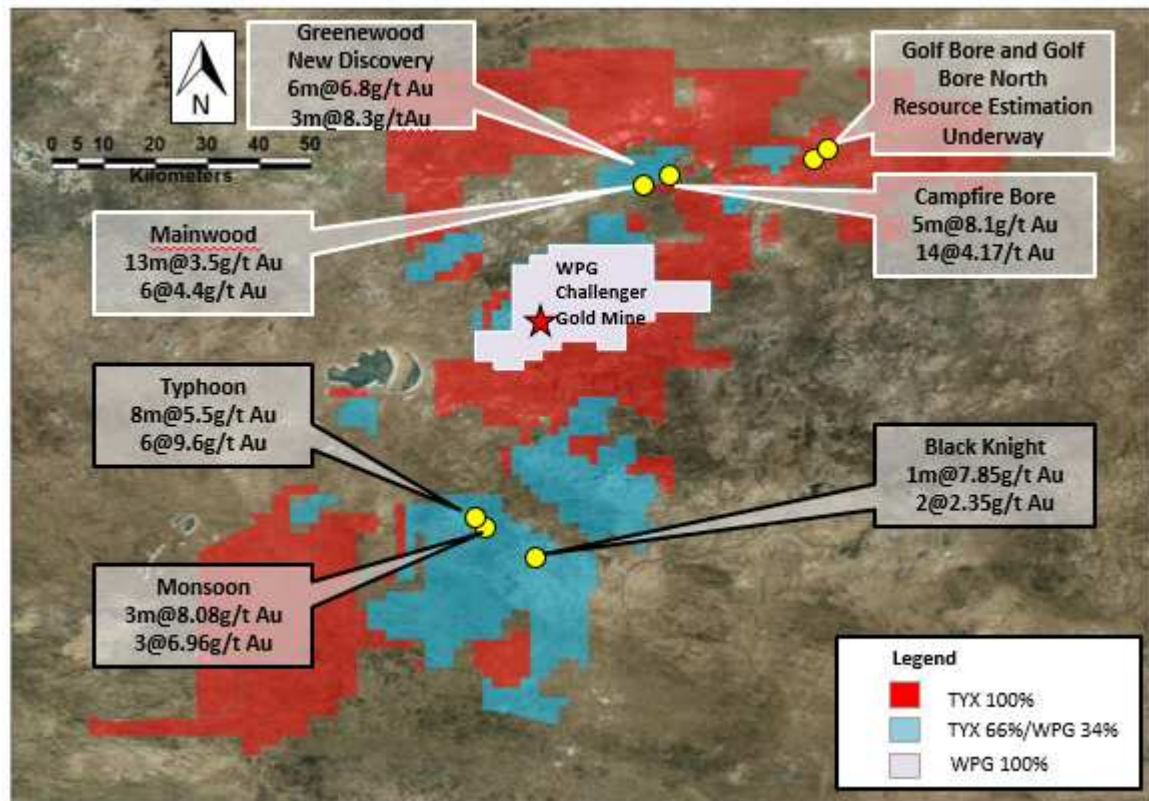 Greenewood
New Discovery
6m@6.8g/t Au
3m@8.3g/tAu
Golf Bore and Golf
Bore North
Resource Estimation
Underway
N
0 5 10 20 30 40 50
Kilometers
Mainwood
13m@3.5g/t Au
6@4.4g/t Au
Campfire Bore
5m@8.1g/t Au
14@4.17/t Au
WPG
Challenger
Gold Mine
Typhoon
8m@5.5g/t Au
6@9.6g/t Au
Black Knight
1m@7.85g/t Au
2@2.35g/t Au
Monsoon
3m@8.08g/t Au
3@6.96g/t Au
Legend
TYX 100%
TYX 66%/WPG 34%
WPG 100%